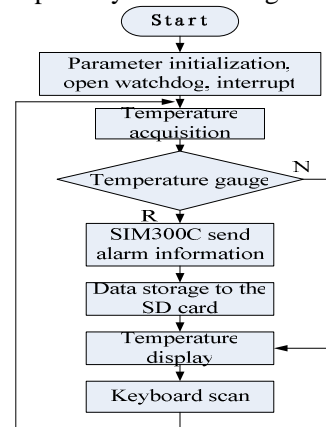 Start
Parameter initialization,
open watchdog, interrupt
Temperature
acquisition
Temperature gauge
N
R
SIM300C send
alarm information
Data storage to the
SD card
Temperature
display
Keyboard scan